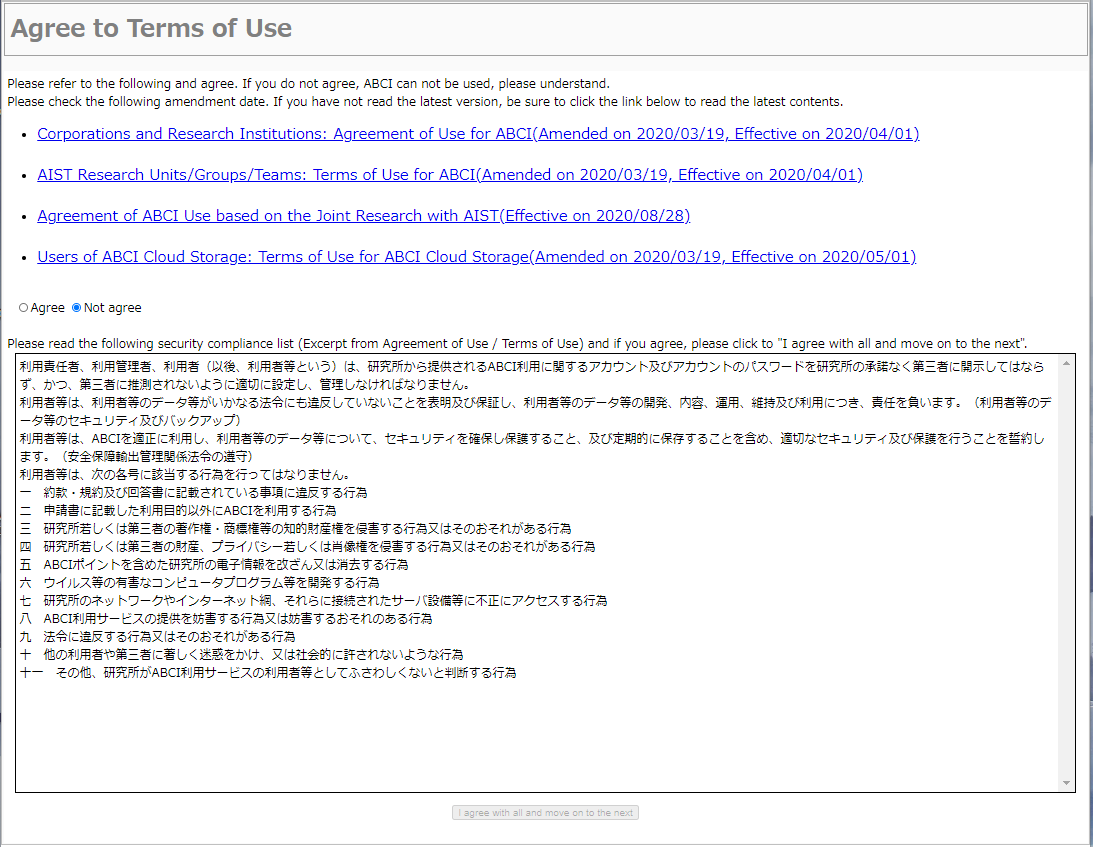 Agree to Terms of Use
Please refer to the following and agree. If you do not agree, ABCI can not be used, please understand.
Please check the following amendment date. If you have not read the latest version, be sure to click the link below to read the latest contents.
• Corporations and Research Institutions: Agreement of Use for ABCI(Amended on 2020/03/19, Effective on 2020/04/01)
• AIST Research Units/Groups/Teams: Terms of Use for ABCI(Amended on 2020/03/19, Effective on 2020/04/01)
• Agreement of ABCI Use based on the Joint Research with AIST(Effective on 2020/08/28)
• Users of ABCI Cloud Storage: Terms of Use for ABCI Cloud Storage(Amended on 2020/03/19, Effective on 2020/05/01)
Agree Not agree
Please read the following security compliance list (Excerpt from Agreement of Use / Terms of Use) and if you agree, please click to "I agree with all and move on to the next".
利用責任者、利用管理者、利用者（以後、利用者等という）は、研究所から提供されるABCI利用に関するアカウント及びアカウントのパスワードを研究所の承諾なく第三者に開示してはなら
ず、かつ、第三者に推測されないように適切に設定し、管理しなければなりません。
利用者等は、利用者等のデータ等がいかなる法令にも違反していないことを表明及び保証し、利用者等のデータ等の開発、内容、運用、維持及び利用につき、責任を負います。（利用者等のデ
ータ等のセキュリティ及びバックアップ）
利用者等は、ABCIを適正に利用し、利用者等のデータ等について、セキュリティを確保し保護すること、及び定期的に保存することを含め、適切なセキュリティ及び保護を行うことを誓約し
ます。（安全保障輸出管理関係法令の遵守）
利用者等は、次の各号に該当する行為を行ってはなりません。
一　約款・規約及び回答書に記載されている事項に違反する行為
二　申請書に記載した利用目的以外にABCIを利用する行為
三　研究所若しくは第三者の著作権・商標権等の知的財産権を侵害する行為又はそのおそれがある行為
四　研究所若しくは第三者の財産、プライバシー若しくは肖像権を侵害する行為又はそのおそれがある行為
五　ABCIポイントを含めた研究所の電子情報を改ざん又は消去する行為
六　ウイルス等の有害なコンピュータプログラム等を開発する行為
七　研究所のネットワークやインターネット網、それらに接続されたサーバ設備等に不正にアクセスする行為
八　ABCI利用サービスの提供を妨害する行為又は妨害するおそれのある行為
九　法令に違反する行為又はそのおそれがある行為
十　他の利用者や第三者に著しく迷惑をかけ、又は社会的に許されないような行為
十一　その他、研究所がABCI利用サービスの利用者等としてふさわしくないと判断する行為
I agree with all and move on to the next